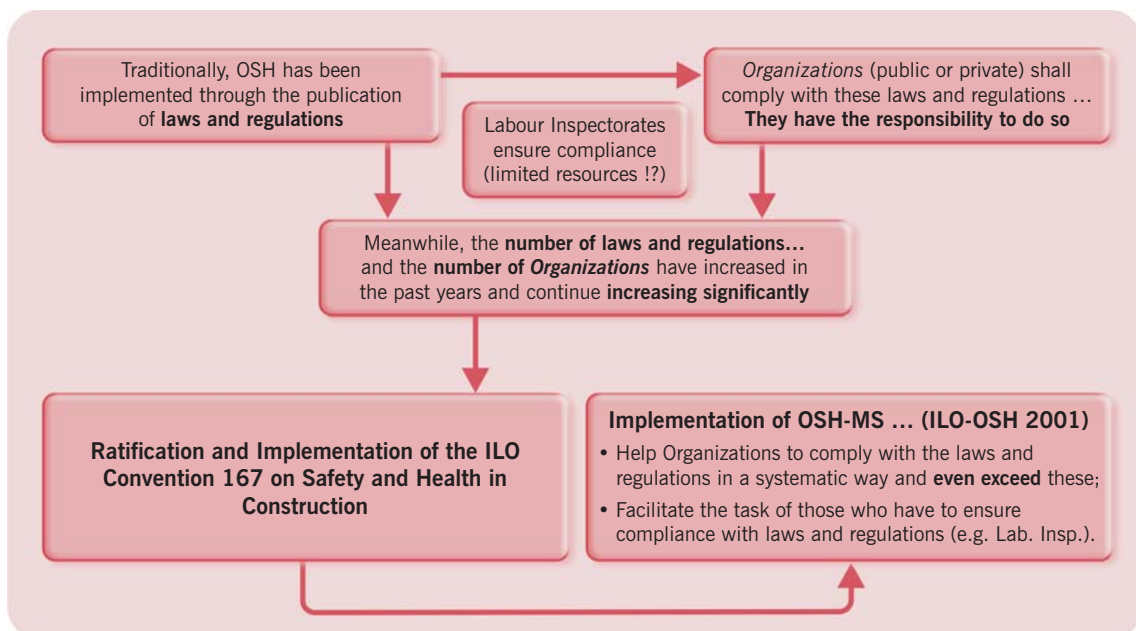 Traditionally, OSH has been
implemented through the publication
of laws and regulations
Organizations (public or private) shall
comply with these laws and regulations …
They have the responsibility to do so
Labour Inspectorates
ensure compliance
(limited resources !?)
Meanwhile, the number of laws and regulations…
and the number of Organizations have increased in
the past years and continue increasing significantly
Ratification and Implementation of the ILO
Convention 167 on Safety and Health in
Construction
Implementation of OSH-MS … (ILO-OSH 2001)
• Help Organizations to comply with the laws and
regulations in a systematic way and even exceed these;
• Facilitate the task of those who have to ensure
compliance with laws and regulations (e.g. Lab. Insp.).